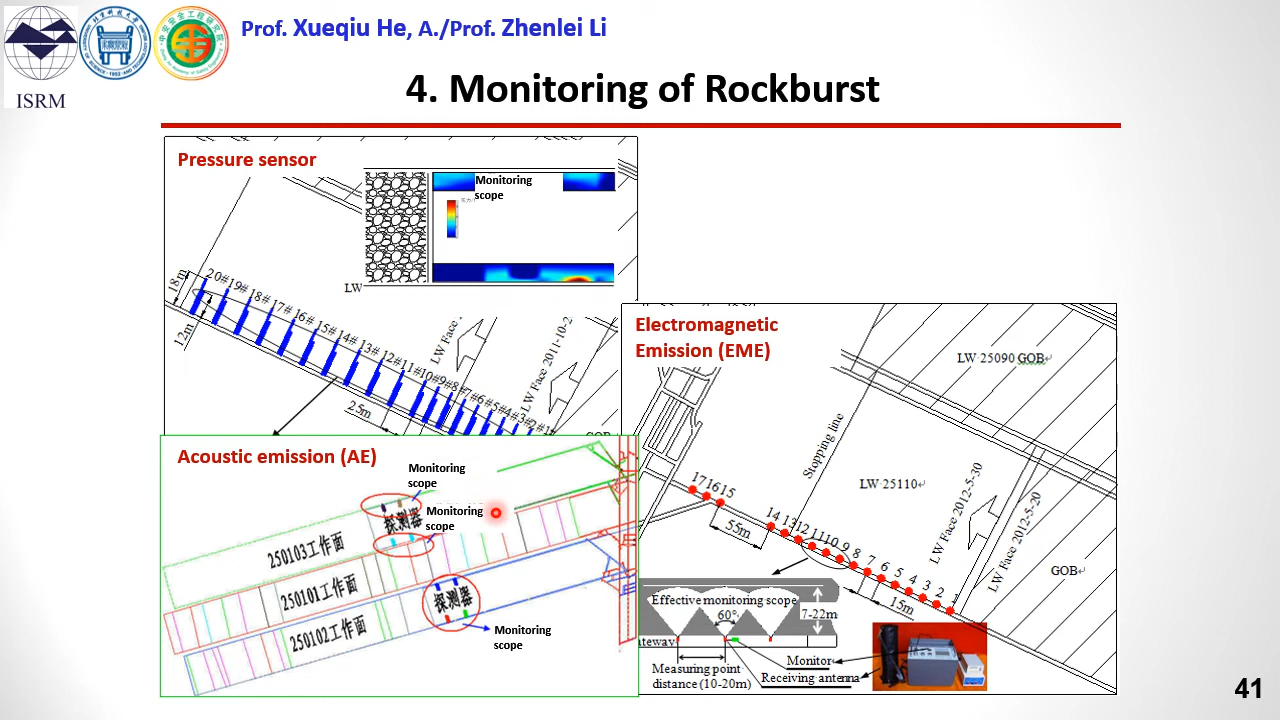 Prof. Xueqiu He, A./Prof. Zhenlei Li
ISRM
4. Monitoring of Rockburst
Pressure sensor
Monitoring
scope
LW
18m
12m
20# 19# 18# 17# 16# 15# 14# 13# 12# 11# 10# 9# 8# 7# 6# 5# 4# 3# 2# 1#
25m
LW Face
LW Face 2011-10-2
Electromagnetic
Emission (EME)
LW 25090 GOB
Stopping line
LW 25110
LW Face 2012-5-30
LW Face 2012-5-20
GOB
17 16 15
14 13 12 11 10 9 8 7 6 5 4 3 2 1
55m
15m
Effective monitoring scope
60°
7-22m
Monitor
Receiving antenna
Measuring point
distance (10-20m)
Acoustic emission (AE)
Monitoring
scope
Monitoring
scope
探测器
250103工作面
250101工作面
250102工作面
探测器
Monitoring
scope
41